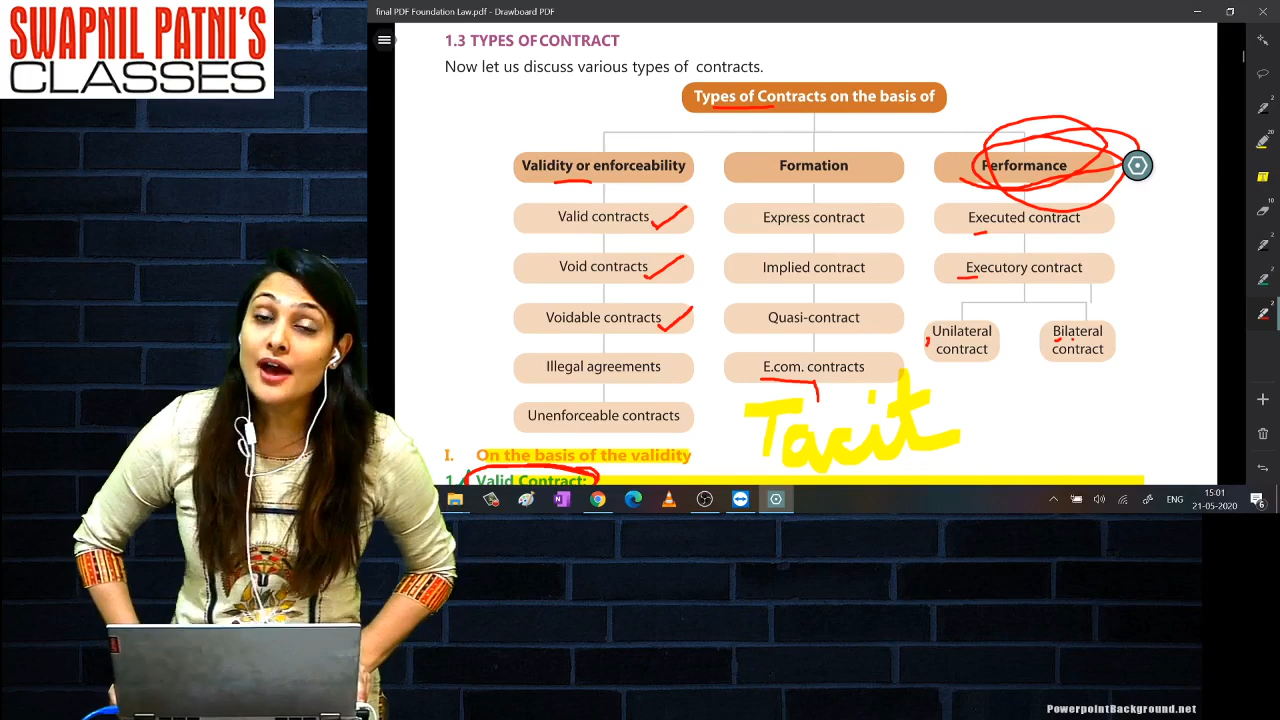 SWAPNIL PATNI'S
CLASSES
final PDF Foundation Law.pdf - Drawboard PDF
1.3 TYPES OF CONTRACT
Now let us discuss various types of contracts.
Types of Contracts on the basis of
Validity or enforceability
Formation
Performance
Valid contracts
Express contract
Executed contract
Void contracts
Implied contract
Executory contract
Voidable contracts
Quasi-contract
Unilateral
contract
Bilateral
contract
Illegal agreements
E.com. contracts
Unenforceable contracts
Tacit
I. On the basis of the validity
1. Valid Contract:
ENG
15:01
21-05-2020
PowerpointBackground.net